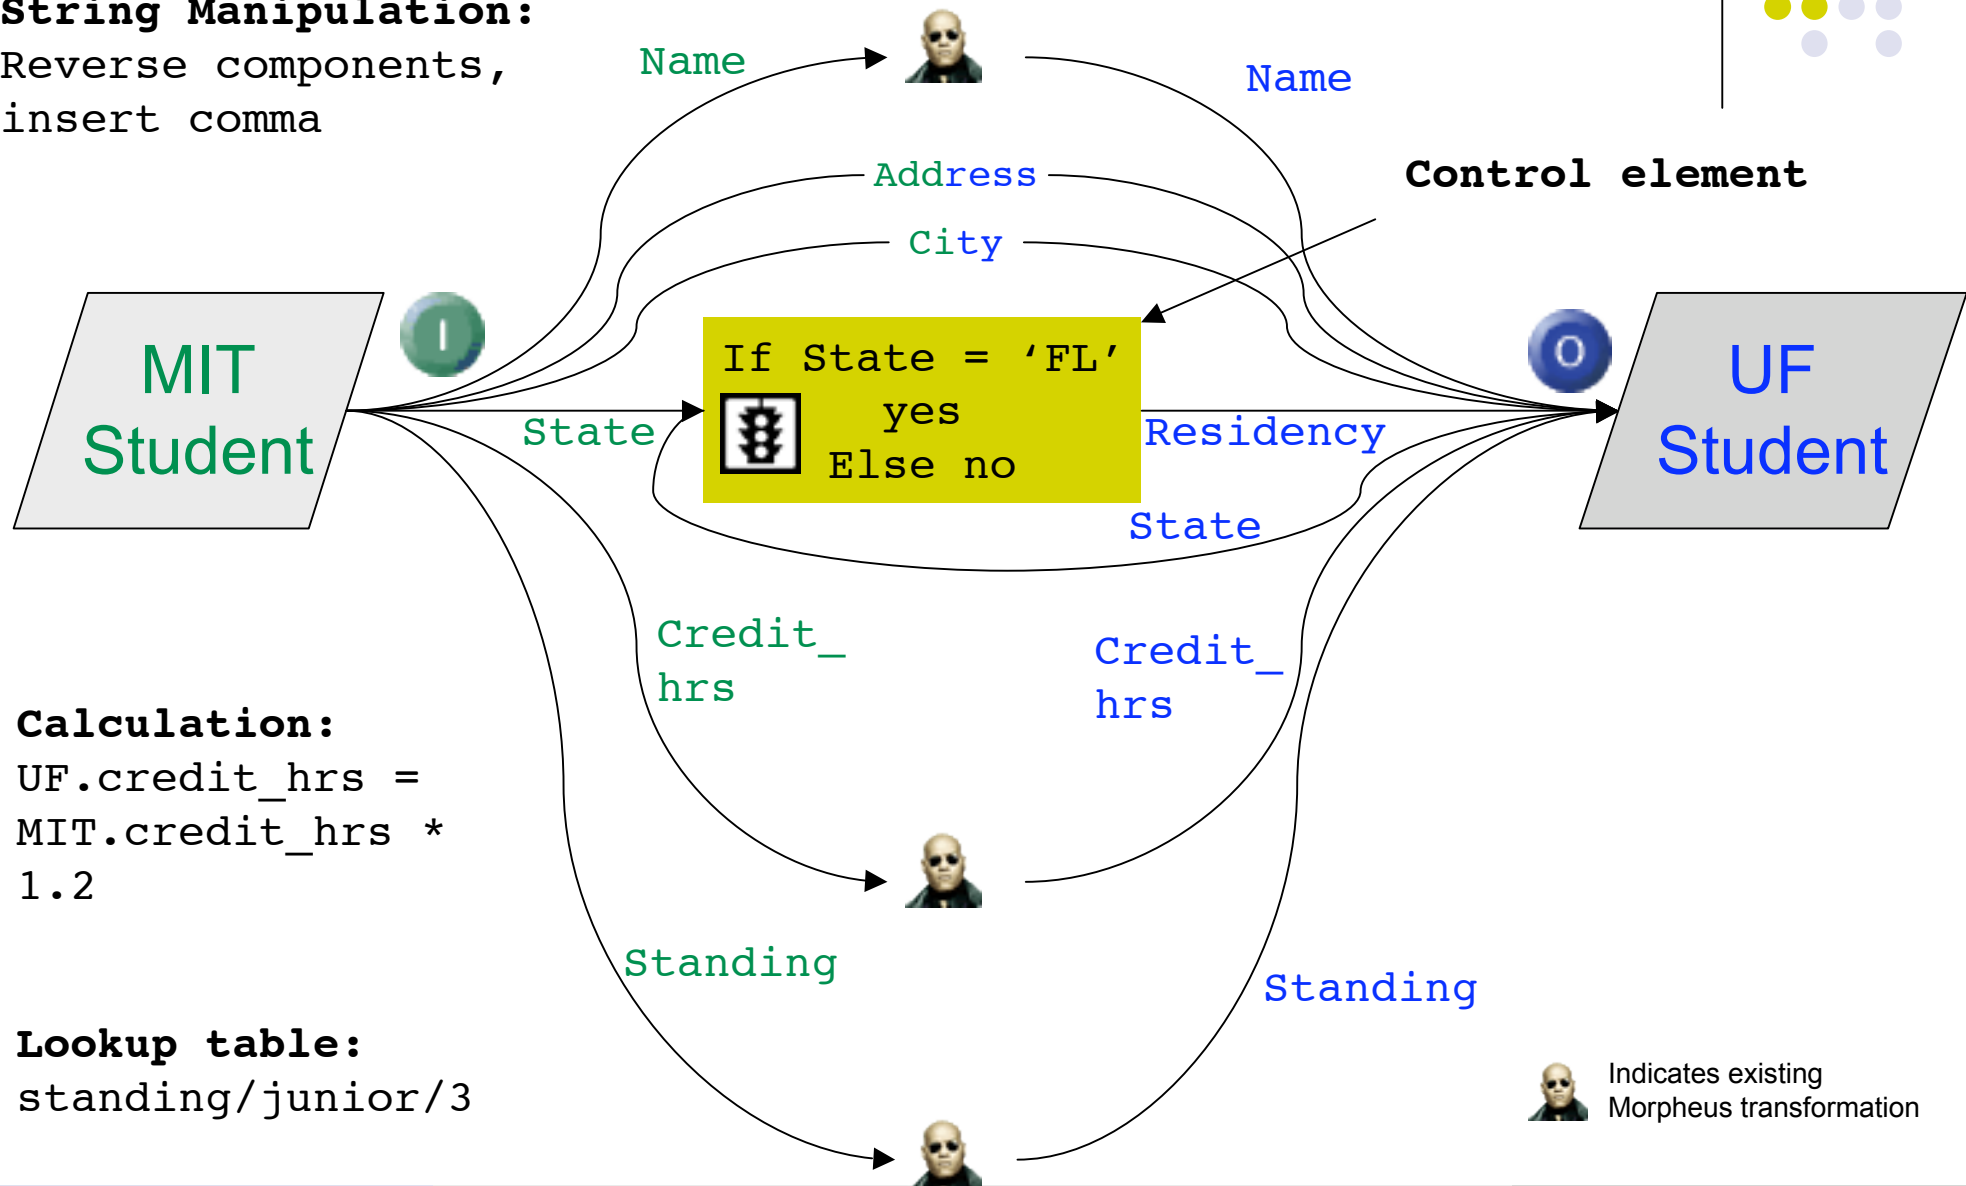 String Manipulation:
Reverse components,
insert comma
Name
Name
Address
Control element
City
MIT
Student
I
If State = ‘FL’
yes
Else no
State
Residency
State
O
UF
Student
Credit_
hrs
Credit_
hrs
Calculation:
UF.credit_hrs =
MIT.credit_hrs *
1.2
Standing
Standing
Lookup table:
standing/junior/3
Indicates existing
Morpheus transformation